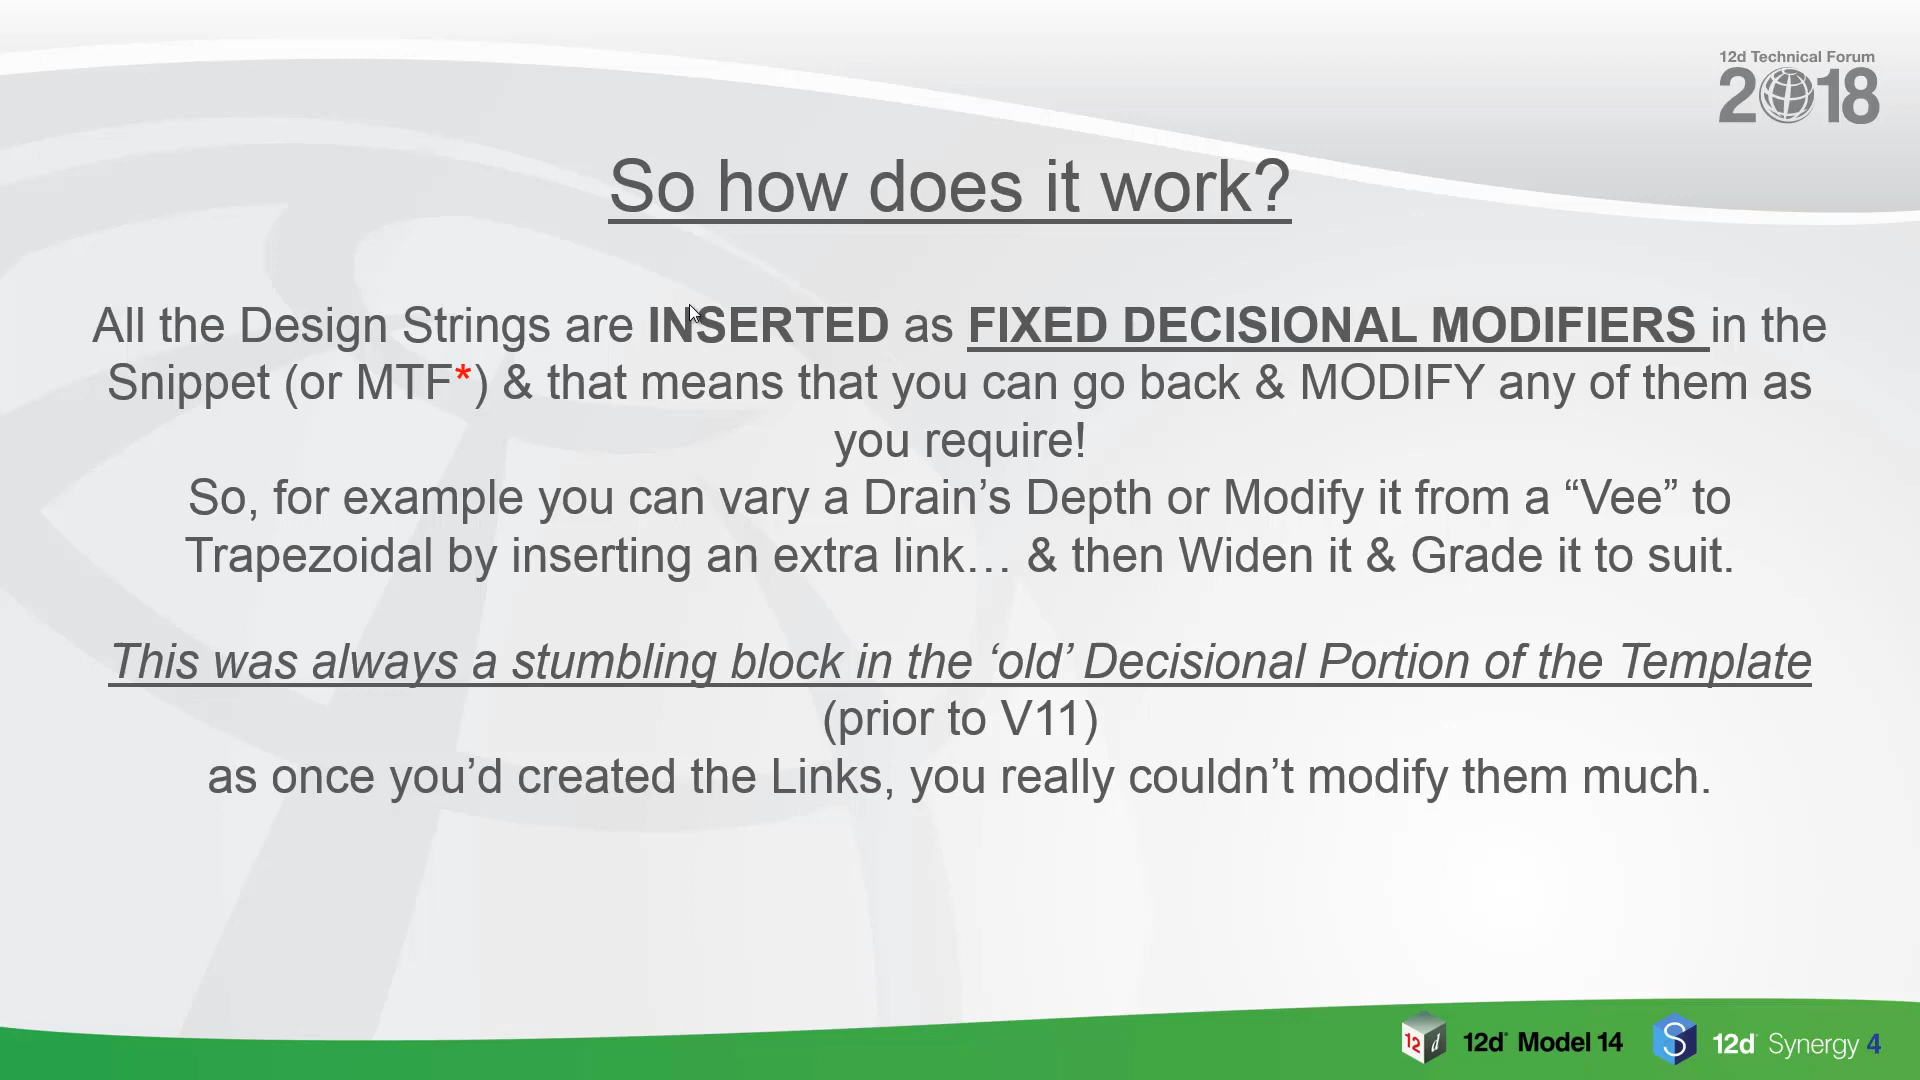 12d Technical Forum
2018
So how does it work?
All the Design Strings are INSERTED as FIXED DECISIONAL MODIFIERS in the
Snippet (or MTF*) & that means that you can go back & MODIFY any of them as
you require!
So, for example you can vary a Drain’s Depth or Modify it from a “Vee” to
Trapezoidal by inserting an extra link… & then Widen it & Grade it to suit.
This was always a stumbling block in the ‘old’ Decisional Portion of the Template
(prior to V11)
as once you’d created the Links, you really couldn’t modify them much.
12d 12d Model 14 S 12d Synergy 4